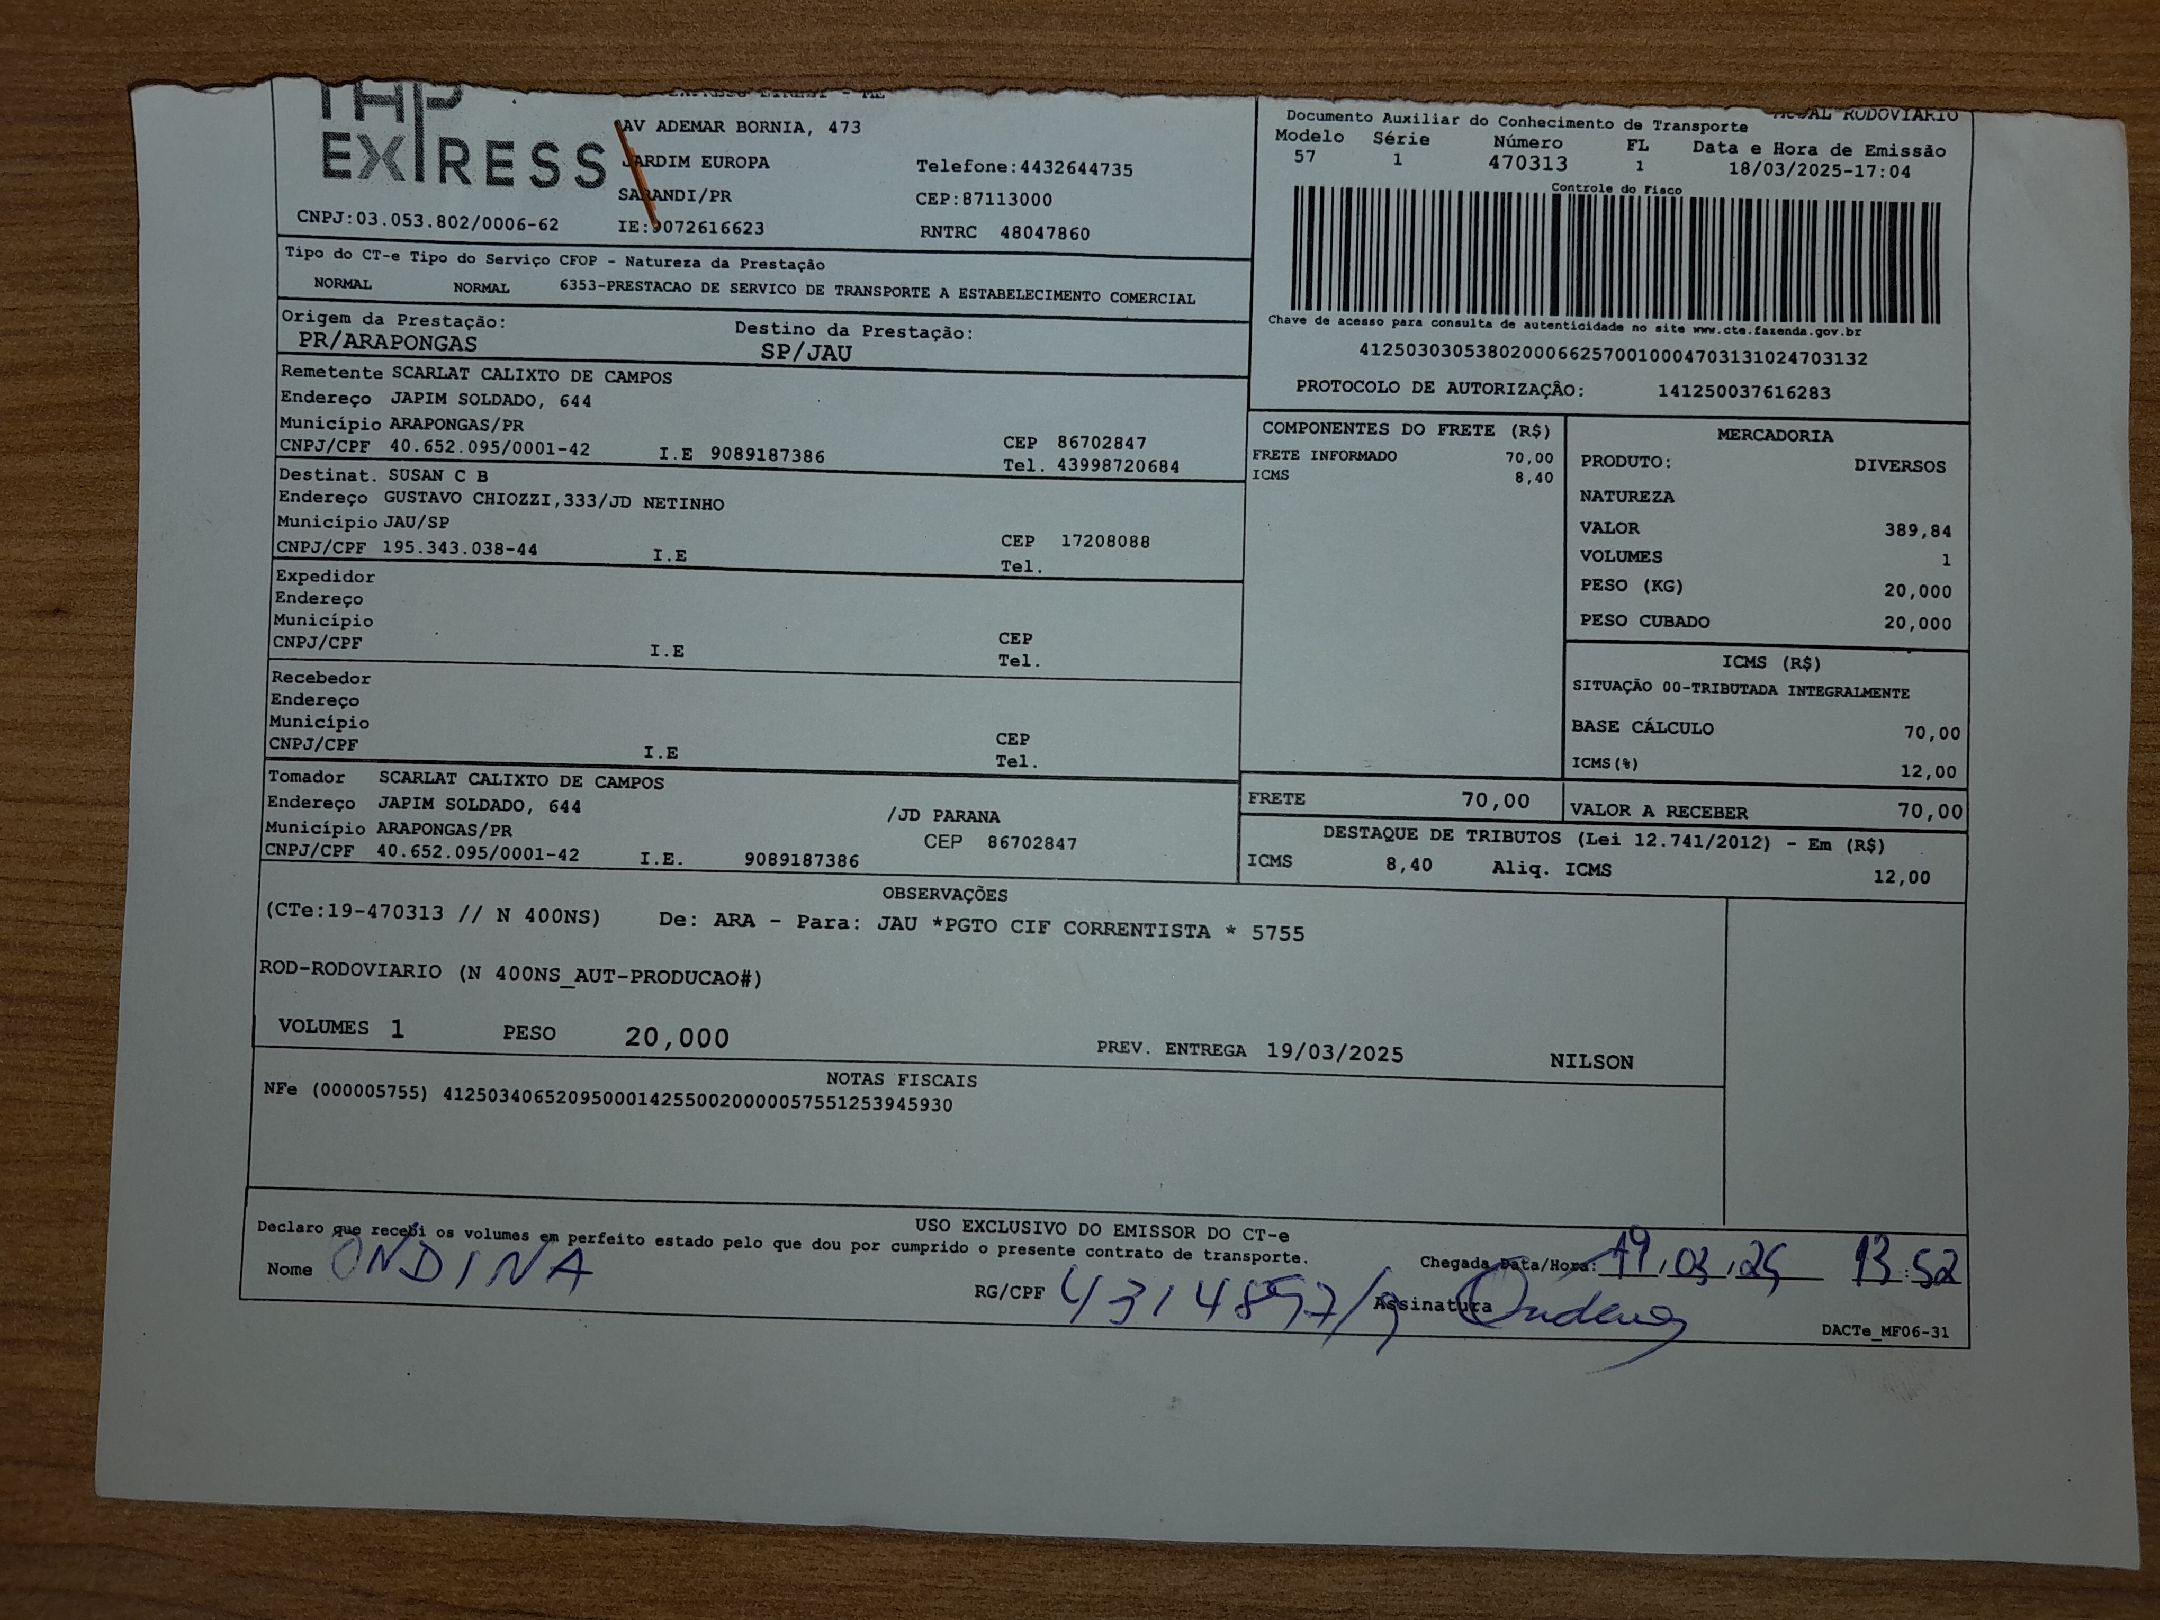 EXPRESS
AV ADEMAR BORNIA, 473
JARDIM EUROPA
Telefone:4432644735
SARANDI/PR
CEP:87113000
CNPJ:03.053.802/0006-62
IE:9072616623
RNTRC 48047860
Documento Auxiliar do Conhecimento de Transporte
RODOVIARIO
Modelo Série Número FL Data e Hora de Emissão
57 1 470313 1 18/03/2025-17:04
Controle do Fisco
Chave de acesso para consulta de autenticidade no site www.cte.fazenda.gov.br
41250303053802000662570010004703131024703132
PROTOCOLO DE AUTORIZAÇÃO: 141250037616283
Tipo do CT-e Tipo do Serviço CFOP - Natureza da Prestação
NORMAL NORMAL 6353-PRESTACAO DE SERVICO DE TRANSPORTE A ESTABELECIMENTO COMERCIAL
Origem da Prestação: Destino da Prestação:
PR/ARAPONGAS SP/JAU
Remetente SCARLAT CALIXTO DE CAMPOS
Endereço JAPIM SOLDADO, 644
Município ARAPONGAS/PR
CEP 86702847
CNPJ/CPF 40.652.095/0001-42 I.E 9089187386 Tel. 43998720684
Destinat. SUSAN C B
Endereço GUSTAVO CHIOZZI,333/JD NETINHO
Município JAU/SP
CEP 17208088
CNPJ/CPF 195.343.038-44 I.E Tel.
Expedidor
Endereço
Município
CEP
CNPJ/CPF I.E Tel.
Recebedor
Endereço
Município
CEP
CNPJ/CPF I.E Tel.
Tomador SCARLAT CALIXTO DE CAMPOS
Endereço JAPIM SOLDADO, 644 /JD PARANA
Município ARAPONGAS/PR CEP 86702847
CNPJ/CPF 40.652.095/0001-42 I.E. 9089187386
COMPONENTES DO FRETE (R$)
FRETE INFORMADO 70,00
ICMS 8,40
MERCADORIA
PRODUTO: DIVERSOS
NATUREZA
VALOR 389,84
VOLUMES 1
PESO (KG) 20,000
PESO CUBADO 20,000
ICMS (R$)
SITUAÇÃO 00-TRIBUTADA INTEGRALMENTE
BASE CÁLCULO 70,00
ICMS(%) 12,00
FRETE 70,00 VALOR A RECEBER 70,00
DESTAQUE DE TRIBUTOS (Lei 12.741/2012) - Em (R$)
ICMS 8,40 Aliq. ICMS 12,00
OBSERVAÇÕES
(CTe:19-470313 // N 400NS) De: ARA - Para: JAU *PGTO CIF CORRENTISTA * 5755
ROD-RODOVIARIO (N 400NS_AUT-PRODUCAO#)
VOLUMES 1 PESO 20,000 PREV. ENTREGA 19/03/2025 NILSON
NOTAS FISCAIS
NFe (000005755) 41250340652095000142550020000057551253945930
USO EXCLUSIVO DO EMISSOR DO CT-e
Declaro que recebi os volumes em perfeito estado pelo que dou por cumprido o presente contrato de transporte.
Chegada Data/Hora: 19.03.25 13:52
Nome ONDINA
RG/CPF 4314897/9 Assinatura
DACTe_MF06-31